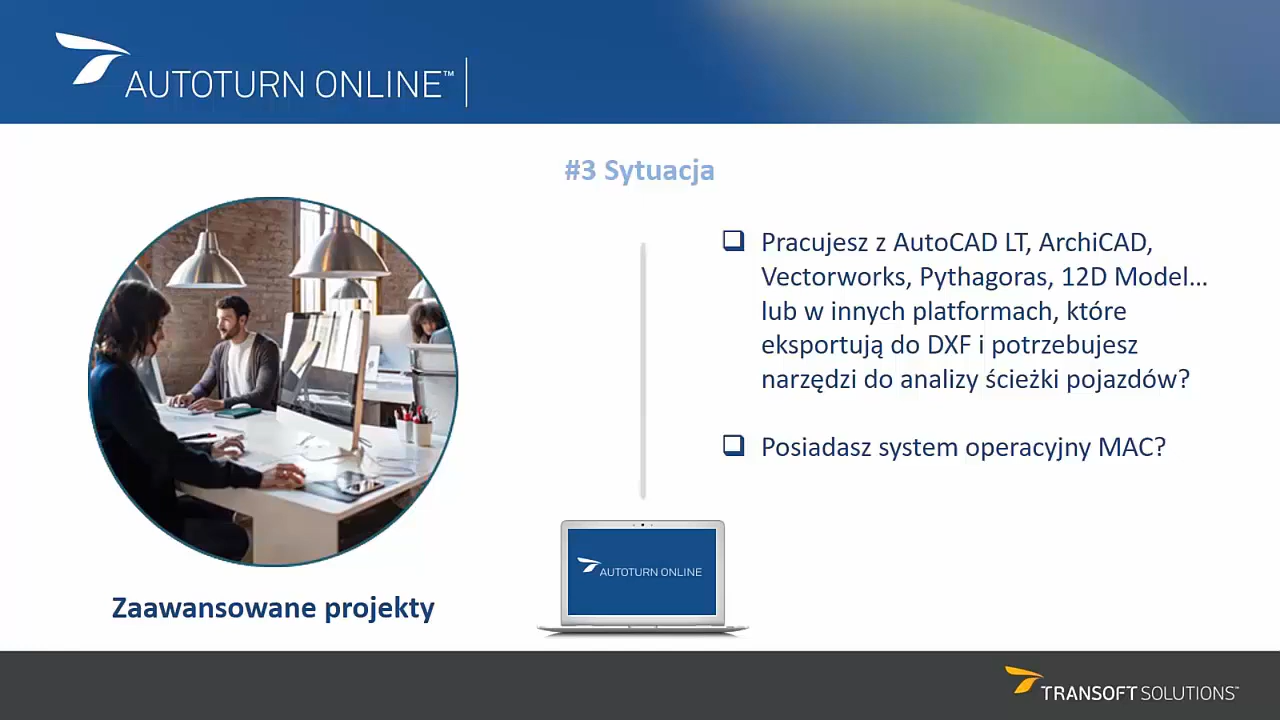 AUTOTURN ONLINE™
#3 Sytuacja
Pracujesz z AutoCAD LT, ArchiCAD,
Vectorworks, Pythagoras, 12D Model...
lub w innych platformach, które
eksportują do DXF i potrzebujesz
narzędzi do analizy ścieżki pojazdów?
Posiadasz system operacyjny MAC?
AUTOTURN ONLINE
Zaawansowane projekty
TRANSOFT SOLUTIONS™